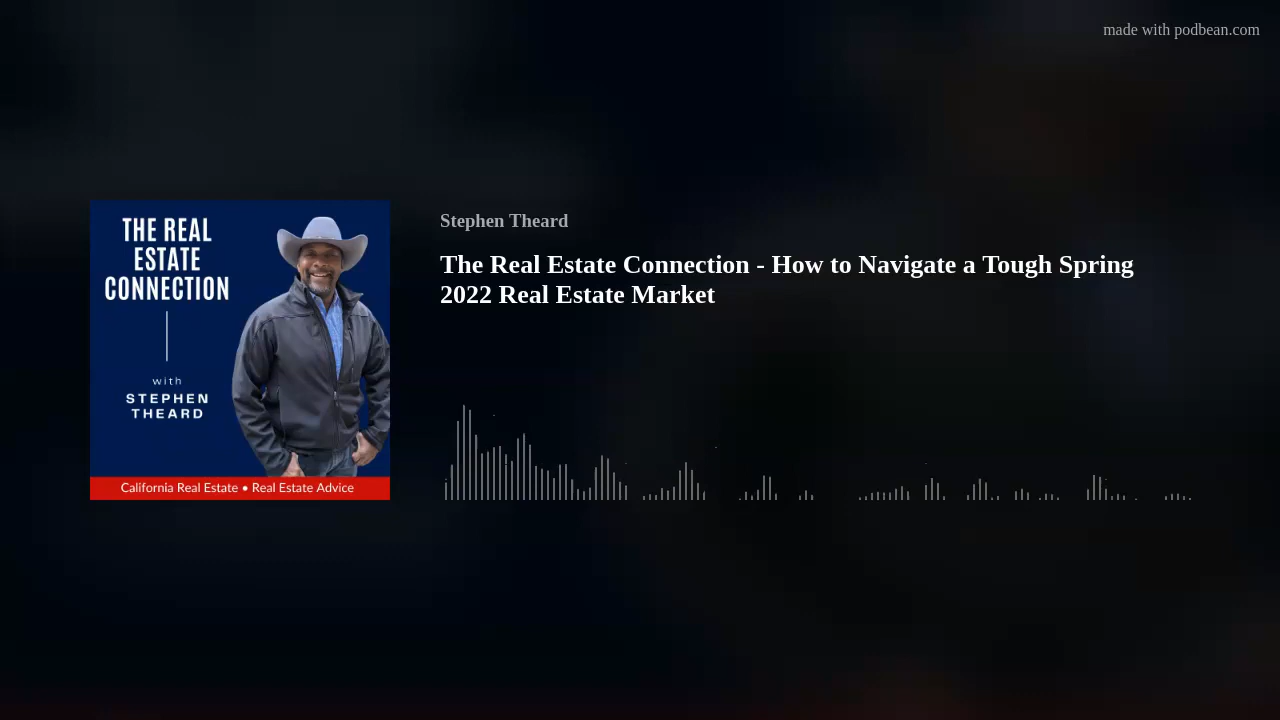 made with podbean.com
THE REAL
ESTATE
CONNECTION
with
STEPHEN
THEARD
California Real Estate • Real Estate Advice
Stephen Theard
The Real Estate Connection - How to Navigate a Tough Spring
2022 Real Estate Market